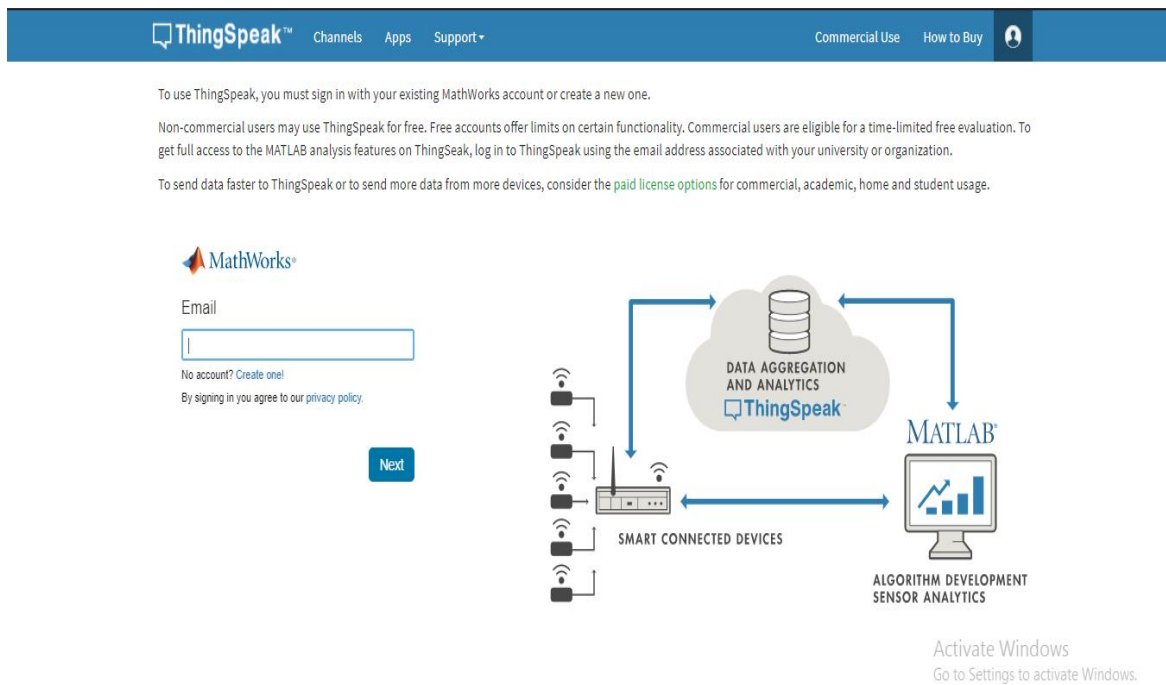 ThingSpeak™ Channels Apps Support Commercial Use How to Buy
To use ThingSpeak, you must sign in with your existing MathWorks account or create a new one.
Non-commercial users may use ThingSpeak for free. Free accounts offer limits on certain functionality. Commercial users are eligible for a time-limited free evaluation. To
get full access to the MATLAB analysis features on ThingSeak, log in to ThingSpeak using the email address associated with your university or organization.
To send data faster to ThingSpeak or to send more data from more devices, consider the paid license options for commercial, academic, home and student usage.
MathWorks®
Email
No account? Create one!
By signing in you agree to our privacy policy.
Next
DATA AGGREGATION
AND ANALYTICS
ThingSpeak™
SMART CONNECTED DEVICES
MATLAB®
ALGORITHM DEVELOPMENT
SENSOR ANALYTICS
Activate Windows
Go to Settings to activate Windows.